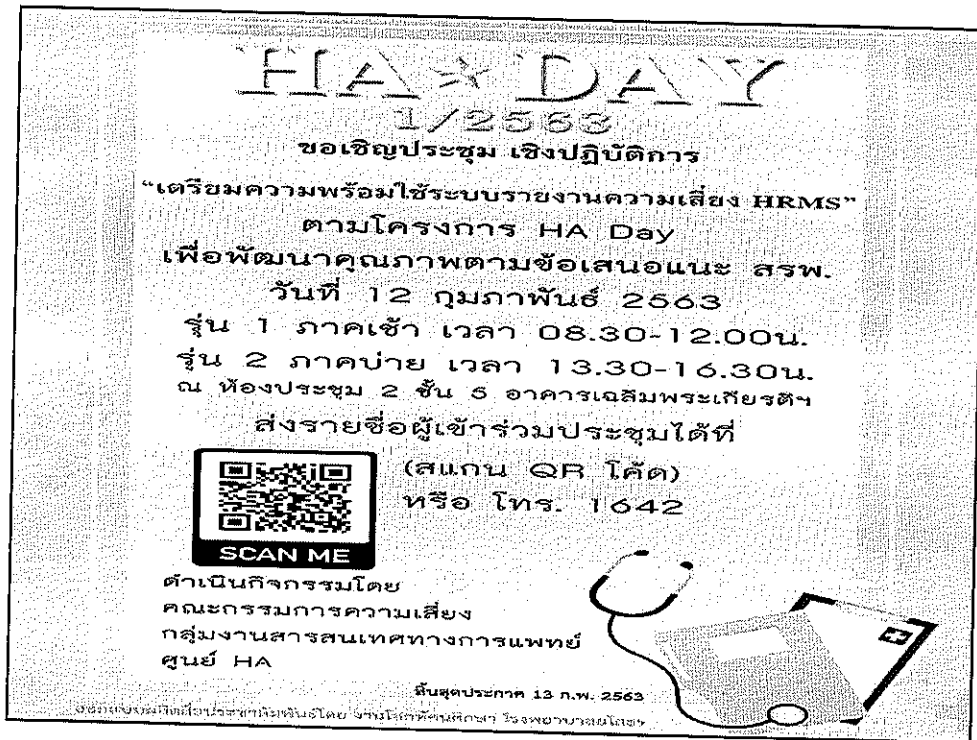 HA☆DAY
1/2563
ขอเชิญประชุม เชิงปฏิบัติการ
“เตรียมความพร้อมใช้ระบบรายงานความเสี่ยง HRMS”
ตามโครงการ HA Day
เพื่อพัฒนาคุณภาพตามข้อเสนอแนะ สรพ.
วันที่ 12 กุมภาพันธ์ 2563
รุ่น 1 ภาคเช้า เวลา 08.30-12.00น.
รุ่น 2 ภาคบ่าย เวลา 13.30-16.30น.
ณ ห้องประชุม 2 ชั้น 5 อาคารเฉลิมพระเกียรติฯ
ส่งรายชื่อผู้เข้าร่วมประชุมได้ที่
(สแกน QR โค้ด)
หรือ โทร. 1642
SCAN ME
ดำเนินกิจกรรมโดย
คณะกรรมการความเสี่ยง
กลุ่มงานสารสนเทศทางการแพทย์
ศูนย์ HA
สิ้นสุดประกาศ 13 ก.พ. 2563
งานโสตทัศนศึกษา